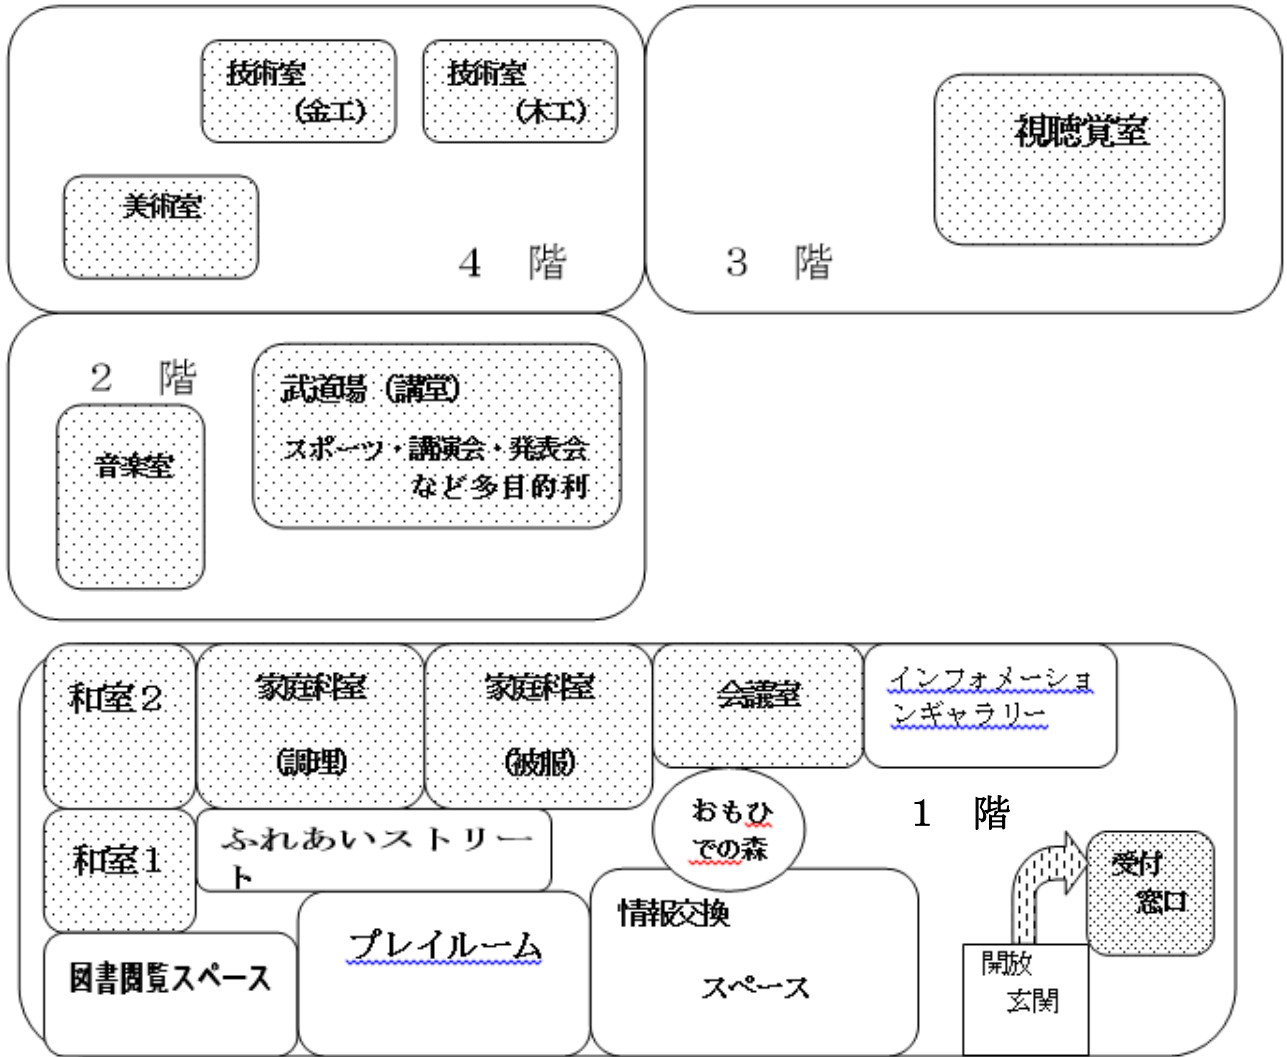 技術室
(金工)
技術室
(木工)
美術室
４　階
視聴覚室
３　階
２　階
音楽室
武道場（講堂）
スポーツ・講演会・発表会
など多目的利
和室２
家庭科室
(調理)
家庭科室
(被服)
会議室
インフォメーショ
ンギャラリー
和室１
ふれあいストリー
ト
おもひ
での森
１　階
受付
窓口
図書閲覧スペース
プレイルーム
情報交換
スペース
開放
玄関